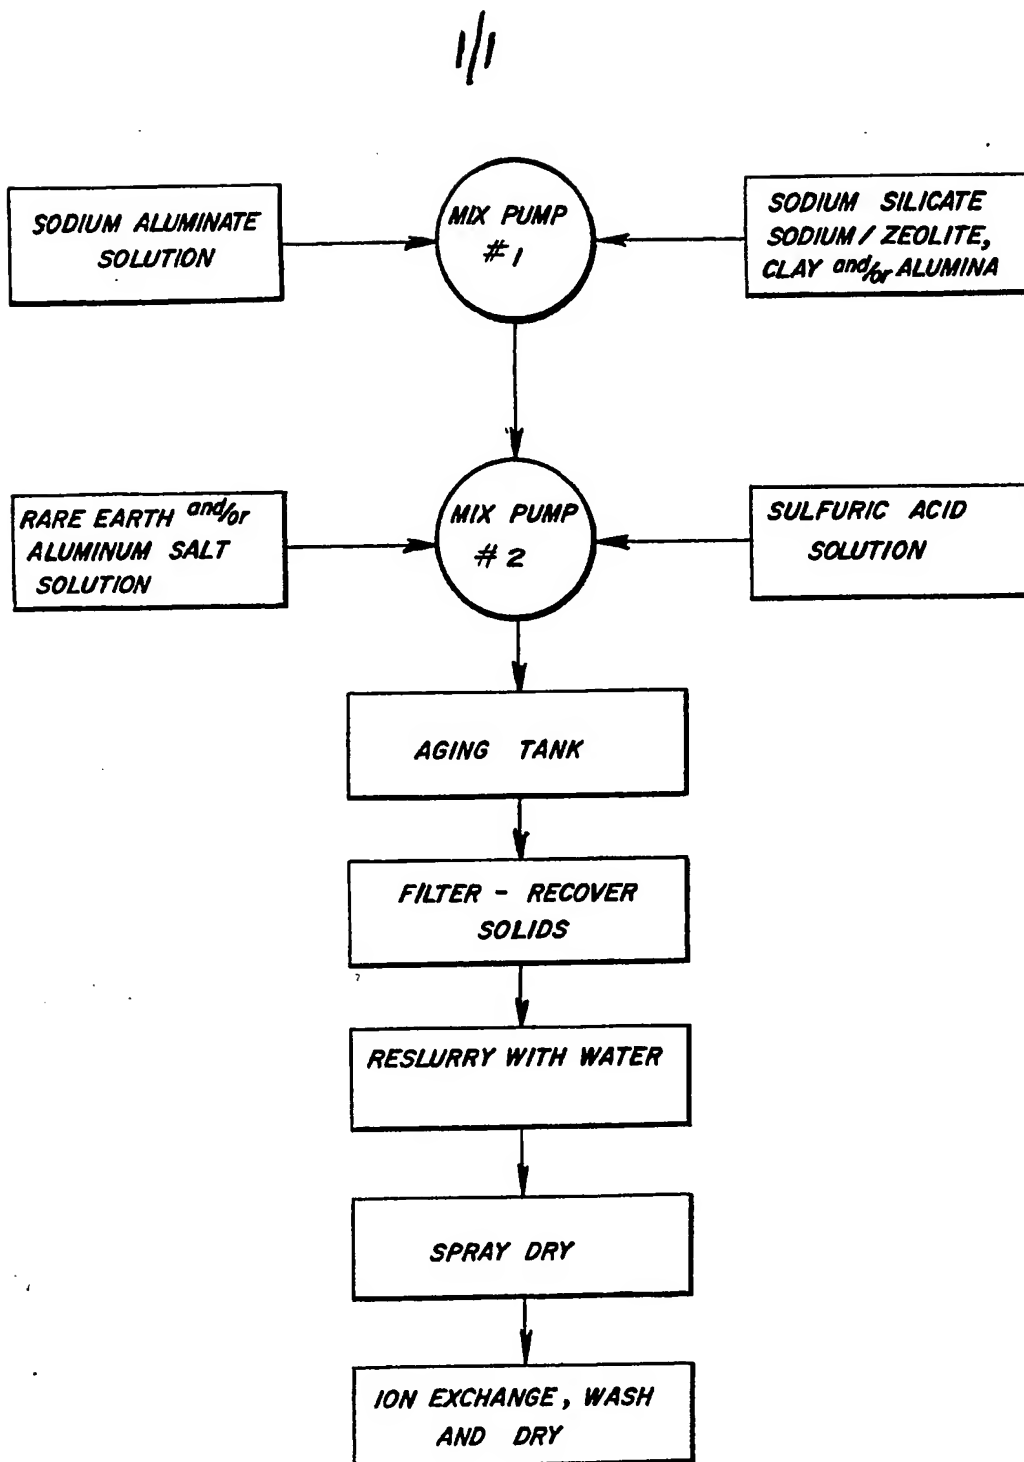 1/1
SODIUM ALUMINATE
SOLUTION
MIX PUMP
#1
SODIUM SILICATE
SODIUM / ZEOLITE,
CLAY and/or ALUMINA
RARE EARTH and/or
ALUMINUM SALT
SOLUTION
MIX PUMP
#2
SULFURIC ACID
SOLUTION
AGING TANK
FILTER - RECOVER
SOLIDS
RESLURRY WITH WATER
SPRAY DRY
ION EXCHANGE, WASH
AND DRY